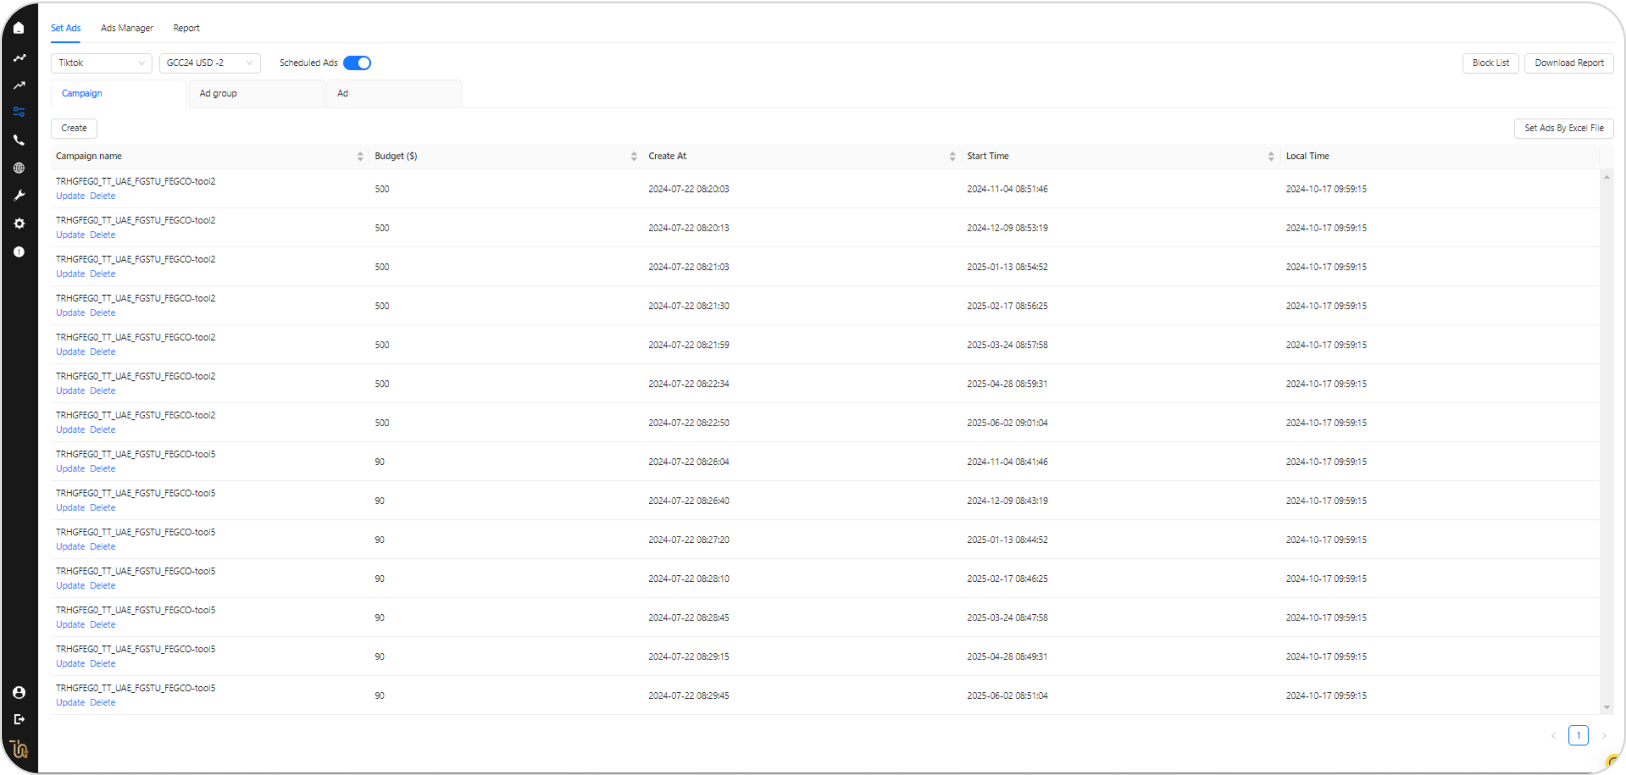 Set Ads Ads Manager Report
Tiktok GCC24 USD -2 Scheduled Ads Block List Download Report
Campaign Ad group Ad
Create Set Ads By Excel File
Campaign name Budget ($) Create At Start Time Local Time
TRHGFEG0_TT_UAE_FGSTU_FEGCO-tool2
Update Delete
500 2024-07-22 08:20:03 2024-11-04 08:51:46 2024-10-17 09:59:15
TRHGFEG0_TT_UAE_FGSTU_FEGCO-tool2
Update Delete
500 2024-07-22 08:20:13 2024-12-09 08:53:19 2024-10-17 09:59:15
TRHGFEG0_TT_UAE_FGSTU_FEGCO-tool2
Update Delete
500 2024-07-22 08:21:03 2025-01-13 08:54:52 2024-10-17 09:59:15
TRHGFEG0_TT_UAE_FGSTU_FEGCO-tool2
Update Delete
500 2024-07-22 08:21:30 2025-02-17 08:56:25 2024-10-17 09:59:15
TRHGFEG0_TT_UAE_FGSTU_FEGCO-tool2
Update Delete
500 2024-07-22 08:21:59 2025-03-24 08:57:58 2024-10-17 09:59:15
TRHGFEG0_TT_UAE_FGSTU_FEGCO-tool2
Update Delete
500 2024-07-22 08:22:34 2025-04-28 08:59:31 2024-10-17 09:59:15
TRHGFEG0_TT_UAE_FGSTU_FEGCO-tool2
Update Delete
500 2024-07-22 08:22:50 2025-06-02 09:01:04 2024-10-17 09:59:15
TRHGFEG0_TT_UAE_FGSTU_FEGCO-tool5
Update Delete
90 2024-07-22 08:26:04 2024-11-04 08:41:46 2024-10-17 09:59:15
TRHGFEG0_TT_UAE_FGSTU_FEGCO-tool5
Update Delete
90 2024-07-22 08:26:40 2024-12-09 08:43:19 2024-10-17 09:59:15
TRHGFEG0_TT_UAE_FGSTU_FEGCO-tool5
Update Delete
90 2024-07-22 08:27:20 2025-01-13 08:44:52 2024-10-17 09:59:15
TRHGFEG0_TT_UAE_FGSTU_FEGCO-tool5
Update Delete
90 2024-07-22 08:28:10 2025-02-17 08:46:25 2024-10-17 09:59:15
TRHGFEG0_TT_UAE_FGSTU_FEGCO-tool5
Update Delete
90 2024-07-22 08:28:45 2025-03-24 08:47:58 2024-10-17 09:59:15
TRHGFEG0_TT_UAE_FGSTU_FEGCO-tool5
Update Delete
90 2024-07-22 08:29:15 2025-04-28 08:49:31 2024-10-17 09:59:15
TRHGFEG0_TT_UAE_FGSTU_FEGCO-tool5
Update Delete
90 2024-07-22 08:29:45 2025-06-02 08:51:04 2024-10-17 09:59:15
1